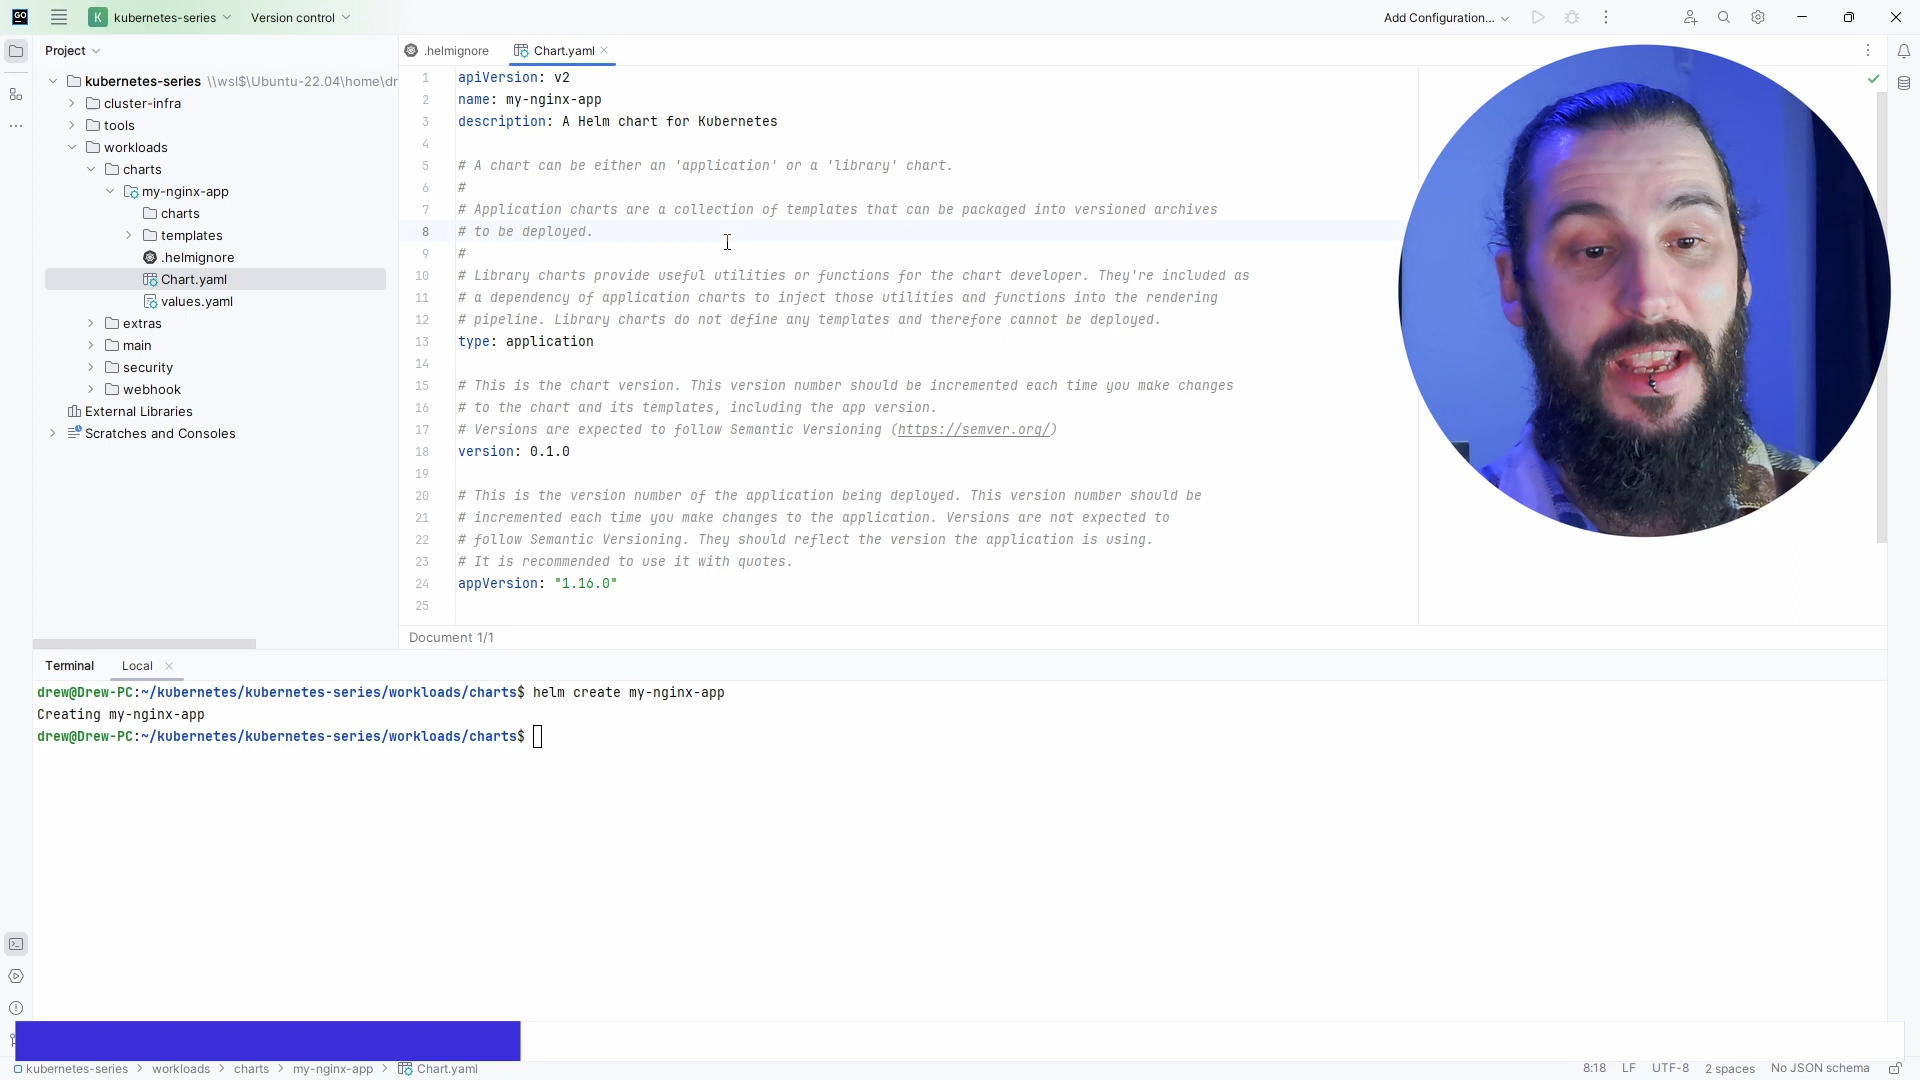 GO
K kubernetes-series
Version control
Add Configuration...
Project
kubernetes-series \\wsl$\Ubuntu-22.04\home\dr
cluster-infra
tools
workloads
charts
my-nginx-app
charts
templates
.helmignore
Chart.yaml
values.yaml
extras
main
security
webhook
External Libraries
Scratches and Consoles
.helmignore
Chart.yaml
1 apiVersion: v2
2 name: my-nginx-app
3 description: A Helm chart for Kubernetes
4
5 # A chart can be either an 'application' or a 'library' chart.
6 #
7 # Application charts are a collection of templates that can be packaged into versioned archives
8 # to be deployed.
9 #
10 # Library charts provide useful utilities or functions for the chart developer. They're included as
11 # a dependency of application charts to inject those utilities and functions into the rendering
12 # pipeline. Library charts do not define any templates and therefore cannot be deployed.
13 type: application
14
15 # This is the chart version. This version number should be incremented each time you make changes
16 # to the chart and its templates, including the app version.
17 # Versions are expected to follow Semantic Versioning (https://semver.org/)
18 version: 0.1.0
19
20 # This is the version number of the application being deployed. This version number should be
21 # incremented each time you make changes to the application. Versions are not expected to
22 # follow Semantic Versioning. They should reflect the version the application is using.
23 # It is recommended to use it with quotes.
24 appVersion: "1.16.0"
25
Document 1/1
Terminal
Local
drew@Drew-PC:~/kubernetes/kubernetes-series/workloads/charts$ helm create my-nginx-app
Creating my-nginx-app
drew@Drew-PC:~/kubernetes/kubernetes-series/workloads/charts$
kubernetes-series > workloads > charts > my-nginx-app > Chart.yaml
8:18 LF UTF-8 2 spaces No JSON schema